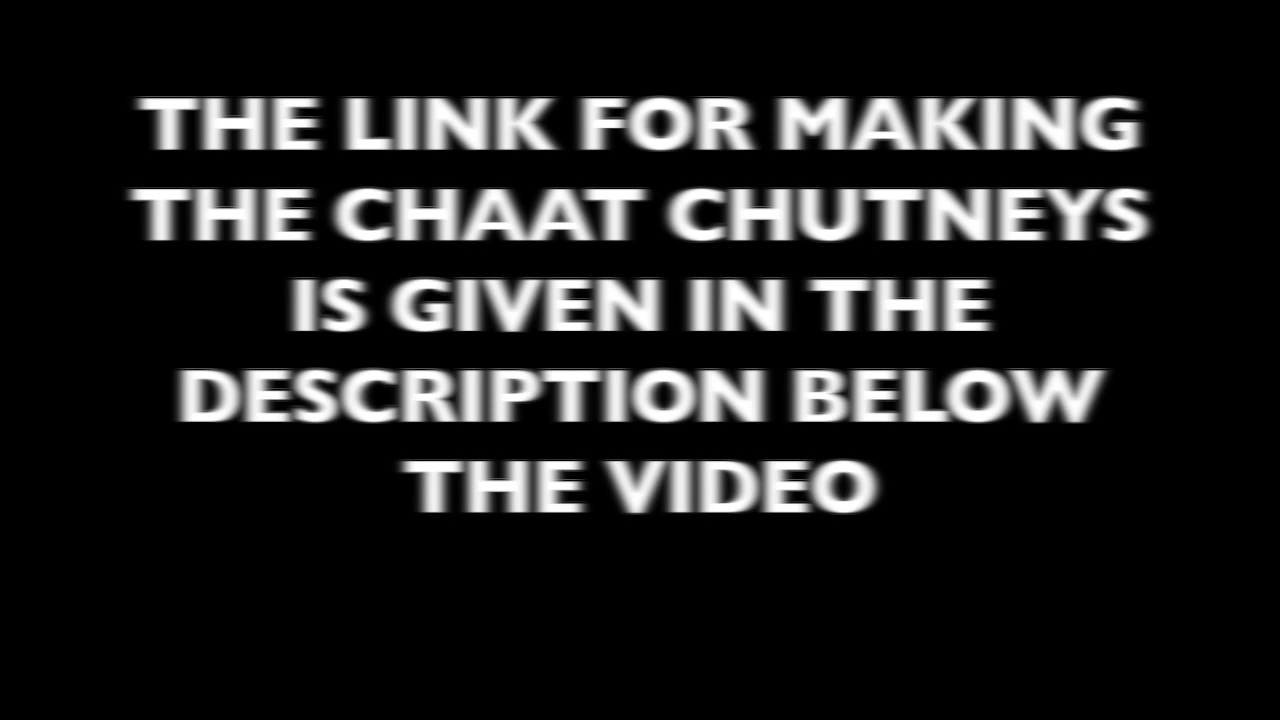 THE LINK FOR MAKING
THE CHAAT CHUTNEYS
IS GIVEN IN THE
DESCRIPTION BELOW
THE VIDEO